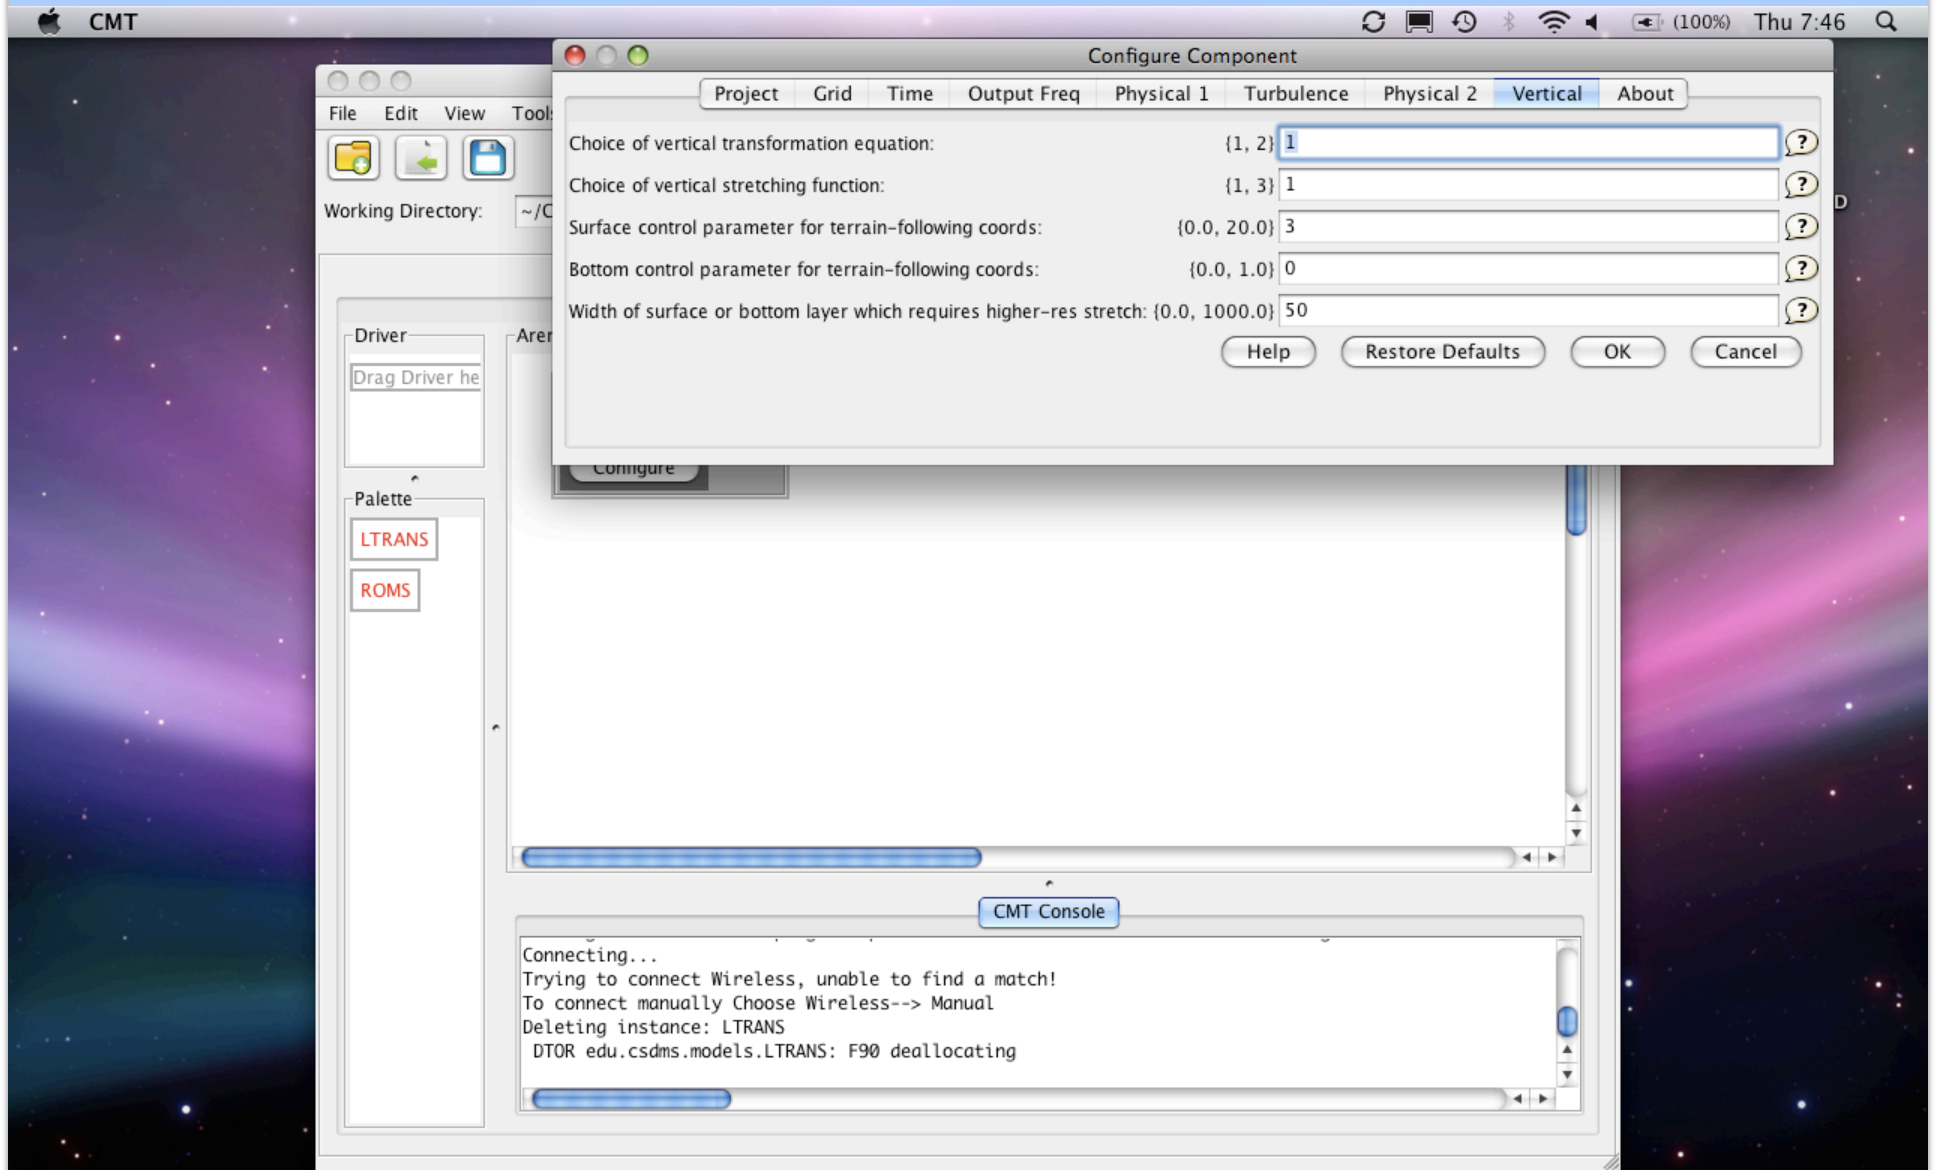 CMT
(100%) Thu 7:46
Configure Component
File Edit View
Working Directory:
Project Grid Time Output Freq Physical 1 Turbulence Physical 2 Vertical About
Choice of vertical transformation equation: {1, 2} 1 ?
Choice of vertical stretching function: {1, 3} 1 ?
Surface control parameter for terrain-following coords: {0.0, 20.0} 3 ?
Bottom control parameter for terrain-following coords: {0.0, 1.0} 0 ?
Width of surface or bottom layer which requires higher-res stretch: {0.0, 1000.0} 50 ?
Help Restore Defaults OK Cancel
D
Driver
Drag Driver he
Configure
Palette
LTRANS
ROMS
CMT Console
Connecting...
Trying to connect Wireless, unable to find a match!
To connect manually Choose Wireless--> Manual
Deleting instance: LTRANS
DTOR edu.csdms.models.LTRANS: F90 deallocating